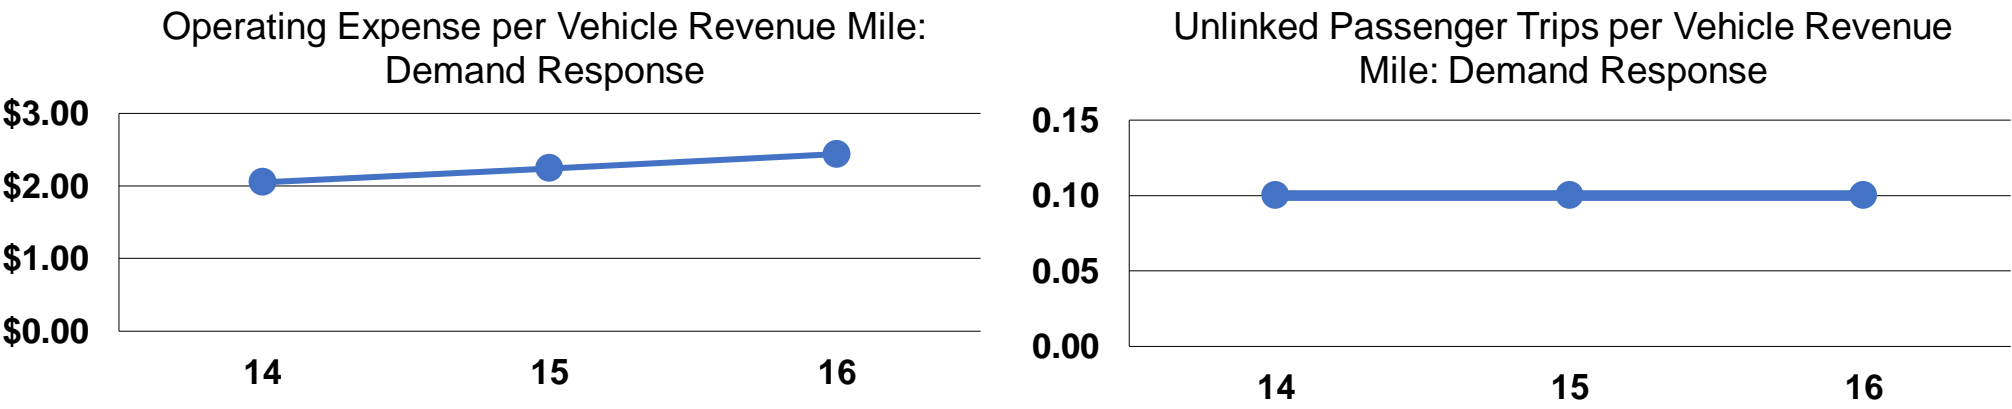 Operating Expense per Vehicle Revenue Mile:
Demand Response
$3.00
$2.00
$1.00
$0.00
14 15 16
Unlinked Passenger Trips per Vehicle Revenue
Mile: Demand Response
0.15
0.10
0.05
0.00
14 15 16